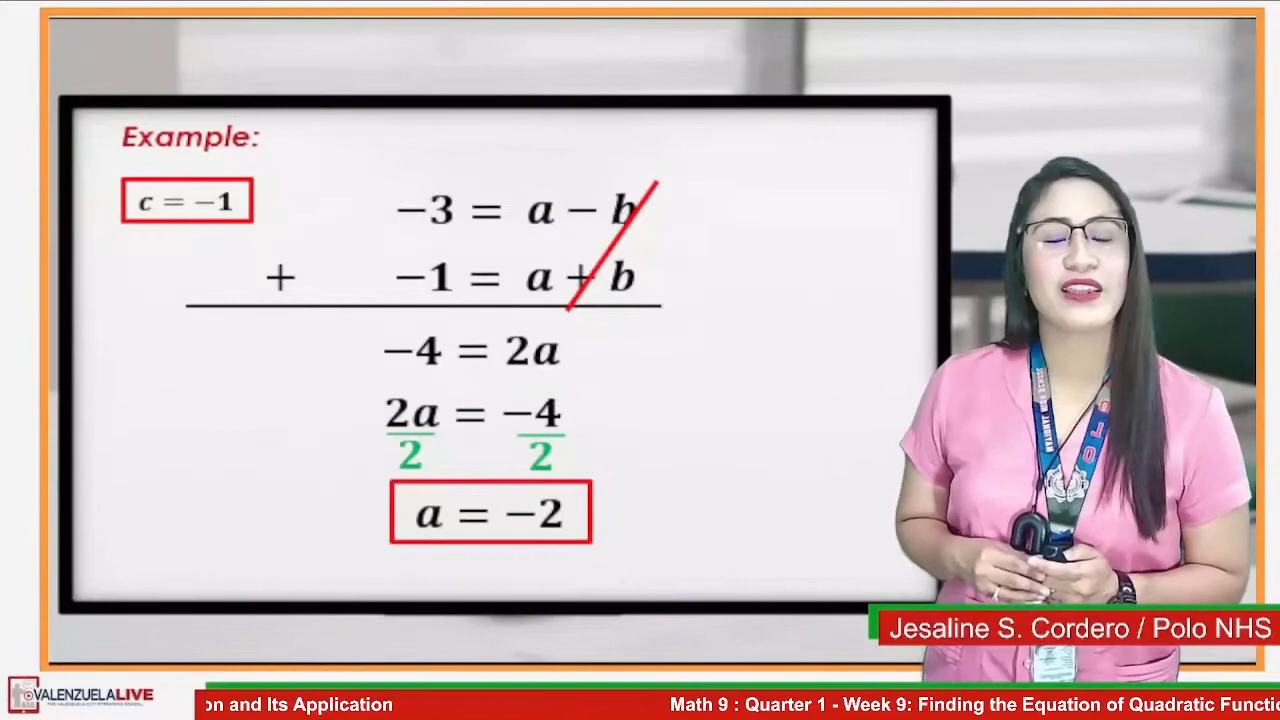 Example:
c = −1
−3 = a − b
+ −1 = a + b
−4 = 2a
2a = −4
2 2
a = −2
POLO
Jesaline S. Cordero / Polo NHS
VALENZUELALIVE
on and Its Application Math 9 : Quarter 1 - Week 9: Finding the Equation of Quadratic Functi